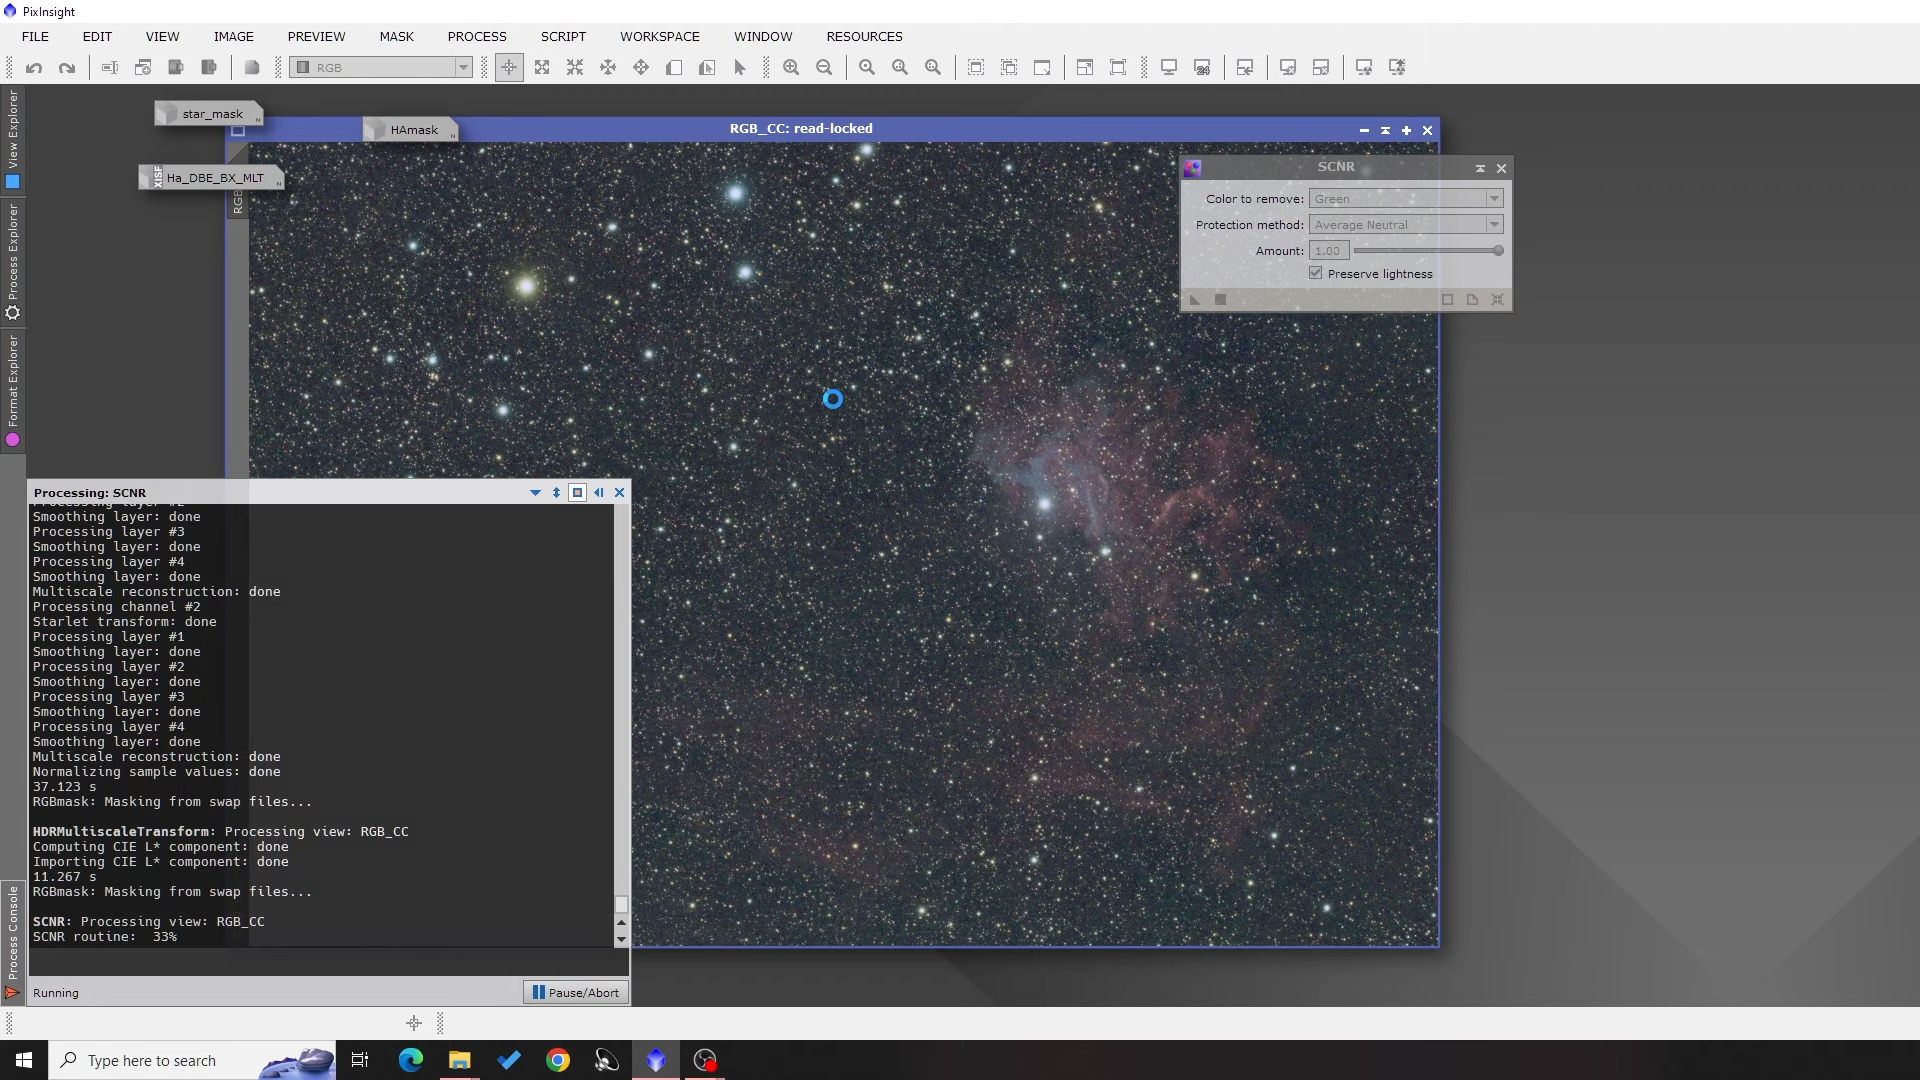 PixInsight
FILE EDIT VIEW IMAGE PREVIEW MASK PROCESS SCRIPT WORKSPACE WINDOW RESOURCES
RGB
View Explorer
Process Explorer
Format Explorer
Process Console
star_mask
HAmask
XISF Ha_DBE_BX_MLT
RGB_CC: read-locked
SCNR
Color to remove: Green
Protection method: Average Neutral
Amount: 1.00
Preserve lightness
Processing: SCNR
Processing layer #2
Smoothing layer: done
Processing layer #3
Smoothing layer: done
Processing layer #4
Smoothing layer: done
Multiscale reconstruction: done
Processing channel #2
Starlet transform: done
Processing layer #1
Smoothing layer: done
Processing layer #2
Smoothing layer: done
Processing layer #3
Smoothing layer: done
Processing layer #4
Smoothing layer: done
Multiscale reconstruction: done
Normalizing sample values: done
37.123 s
RGBmask: Masking from swap files...
HDRMultiscaleTransform: Processing view: RGB_CC
Computing CIE L* component: done
Importing CIE L* component: done
11.267 s
RGBmask: Masking from swap files...
SCNR: Processing view: RGB_CC
SCNR routine: 33%
Running
Pause/Abort
Type here to search